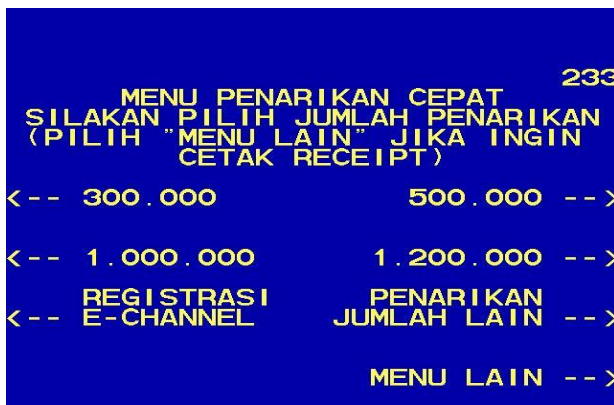 233
MENU PENARIKAN CEPAT
SILAKAN PILIH JUMLAH PENARIKAN
(PILIH "MENU LAIN" JIKA INGIN
CETAK RECEIPT)
<-- 300.000 500.000 -->
<-- 1.000.000 1.200.000 -->
REGISTRASI PENARIKAN
<-- E-CHANNEL JUMLAH LAIN -->
MENU LAIN -->